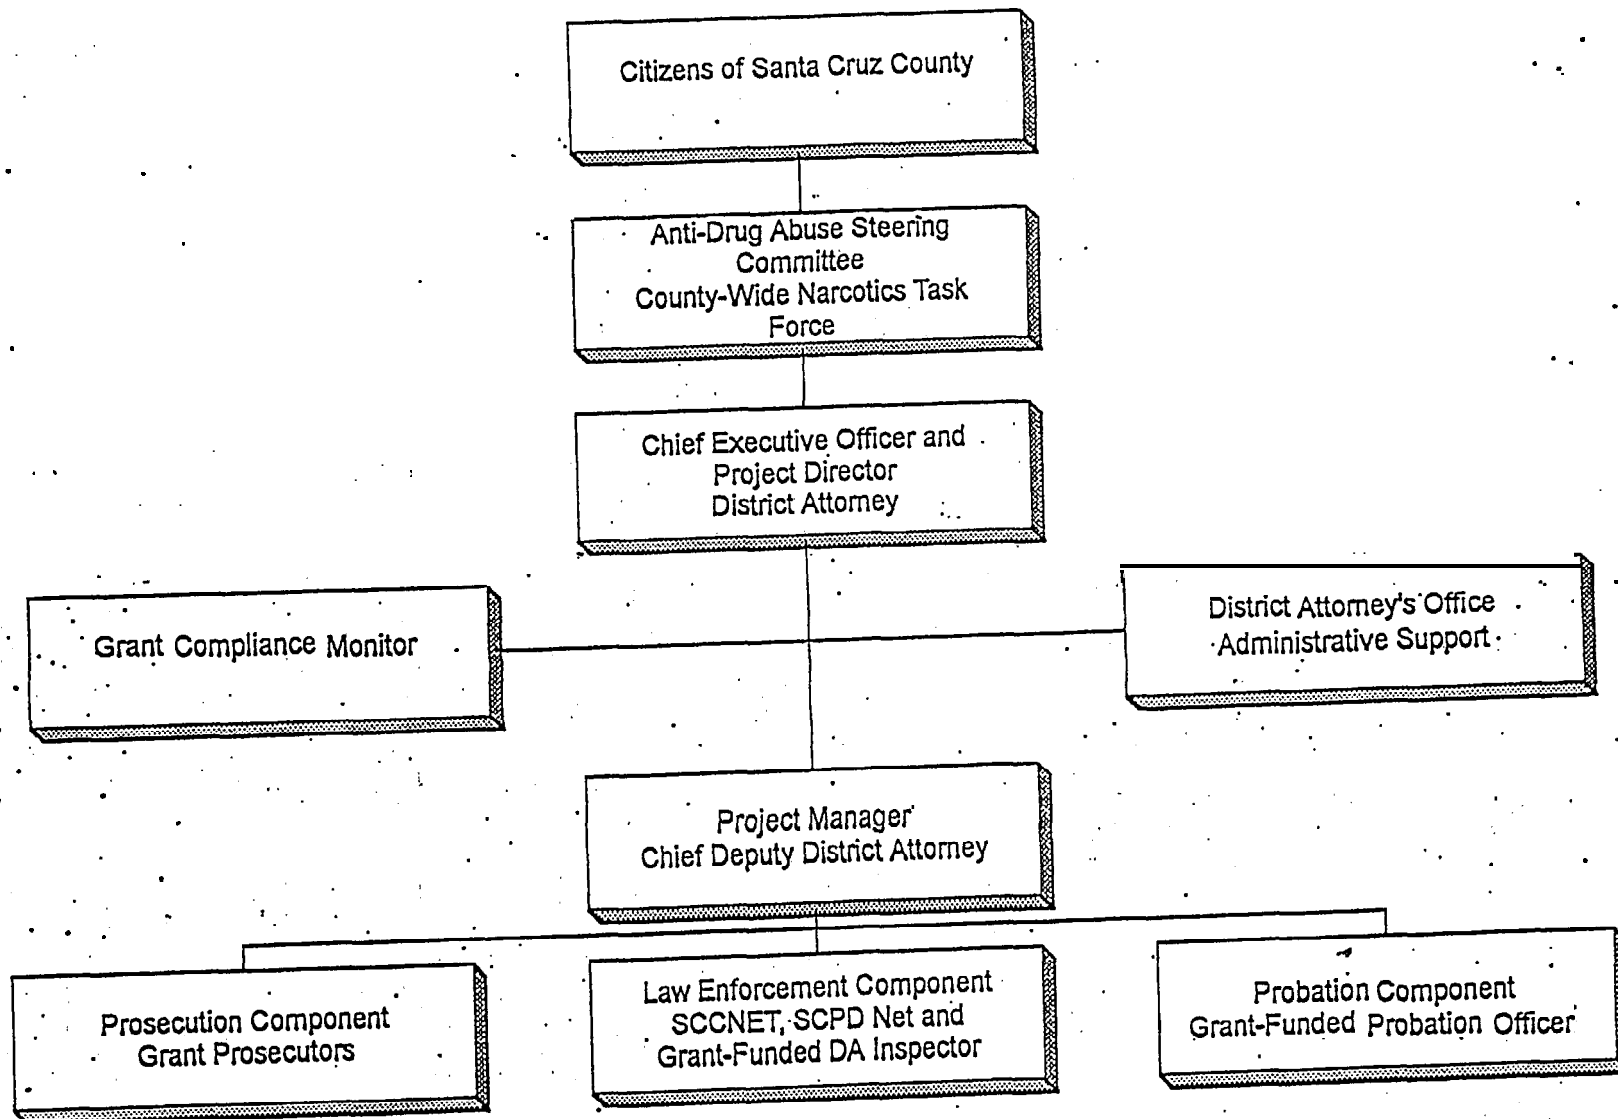 Citizens of Santa Cruz County
Anti-Drug Abuse Steering
Committee
County-Wide Narcotics Task
Force
Chief Executive Officer and
Project Director
District Attorney
Grant Compliance Monitor
District Attorney's Office
Administrative Support
Project Manager
Chief Deputy District Attorney
Prosecution Component
Grant Prosecutors
Law Enforcement Component
SCCNET, SCPD Net and
Grant-Funded DA Inspector
Probation Component
Grant-Funded Probation Officer